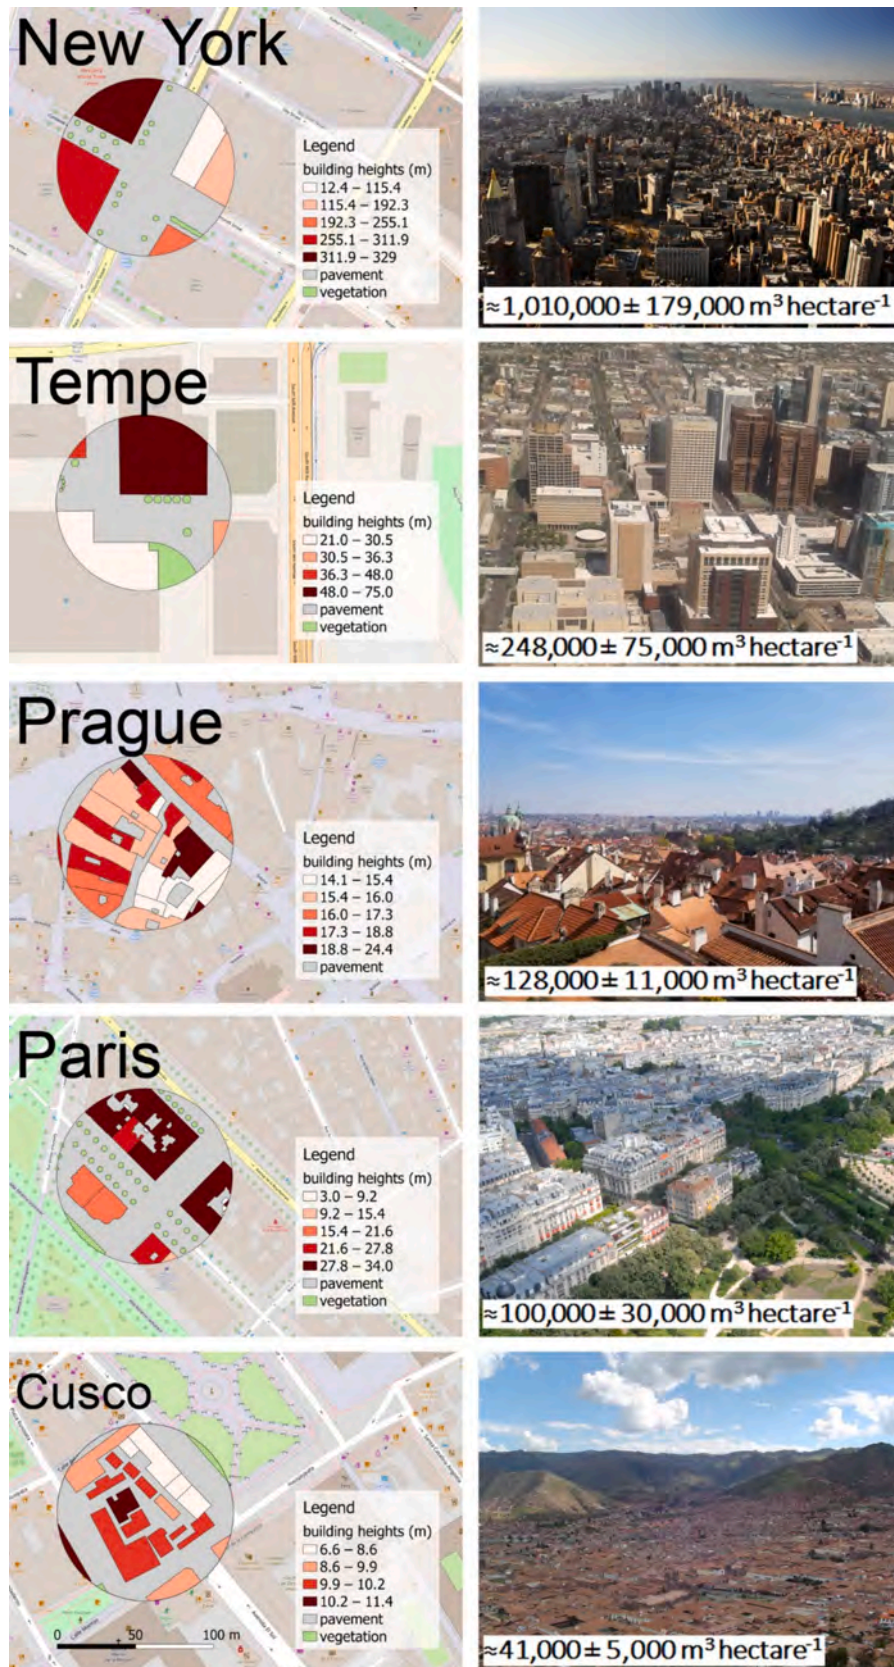 New York
Legend
building heights (m)
12.4 – 115.4
115.4 – 192.3
192.3 – 255.1
255.1 – 311.9
311.9 – 329
pavement
vegetation
≈1,010,000 ± 179,000 m³ hectare⁻¹
Tempe
Legend
building heights (m)
21.0 – 30.5
30.5 – 36.3
36.3 – 48.0
48.0 – 75.0
pavement
vegetation
≈248,000 ± 75,000 m³ hectare⁻¹
Prague
Legend
building heights (m)
14.1 – 15.4
15.4 – 16.0
16.0 – 17.3
17.3 – 18.8
18.8 – 24.4
pavement
≈128,000 ± 11,000 m³ hectare⁻¹
Paris
Legend
building heights (m)
3.0 – 9.2
9.2 – 15.4
15.4 – 21.6
21.6 – 27.8
27.8 – 34.0
pavement
vegetation
≈100,000 ± 30,000 m³ hectare⁻¹
Cusco
Legend
building heights (m)
6.6 – 8.6
8.6 – 9.9
9.9 – 10.2
10.2 – 11.4
pavement
vegetation
0 50 100 m
≈41,000 ± 5,000 m³ hectare⁻¹